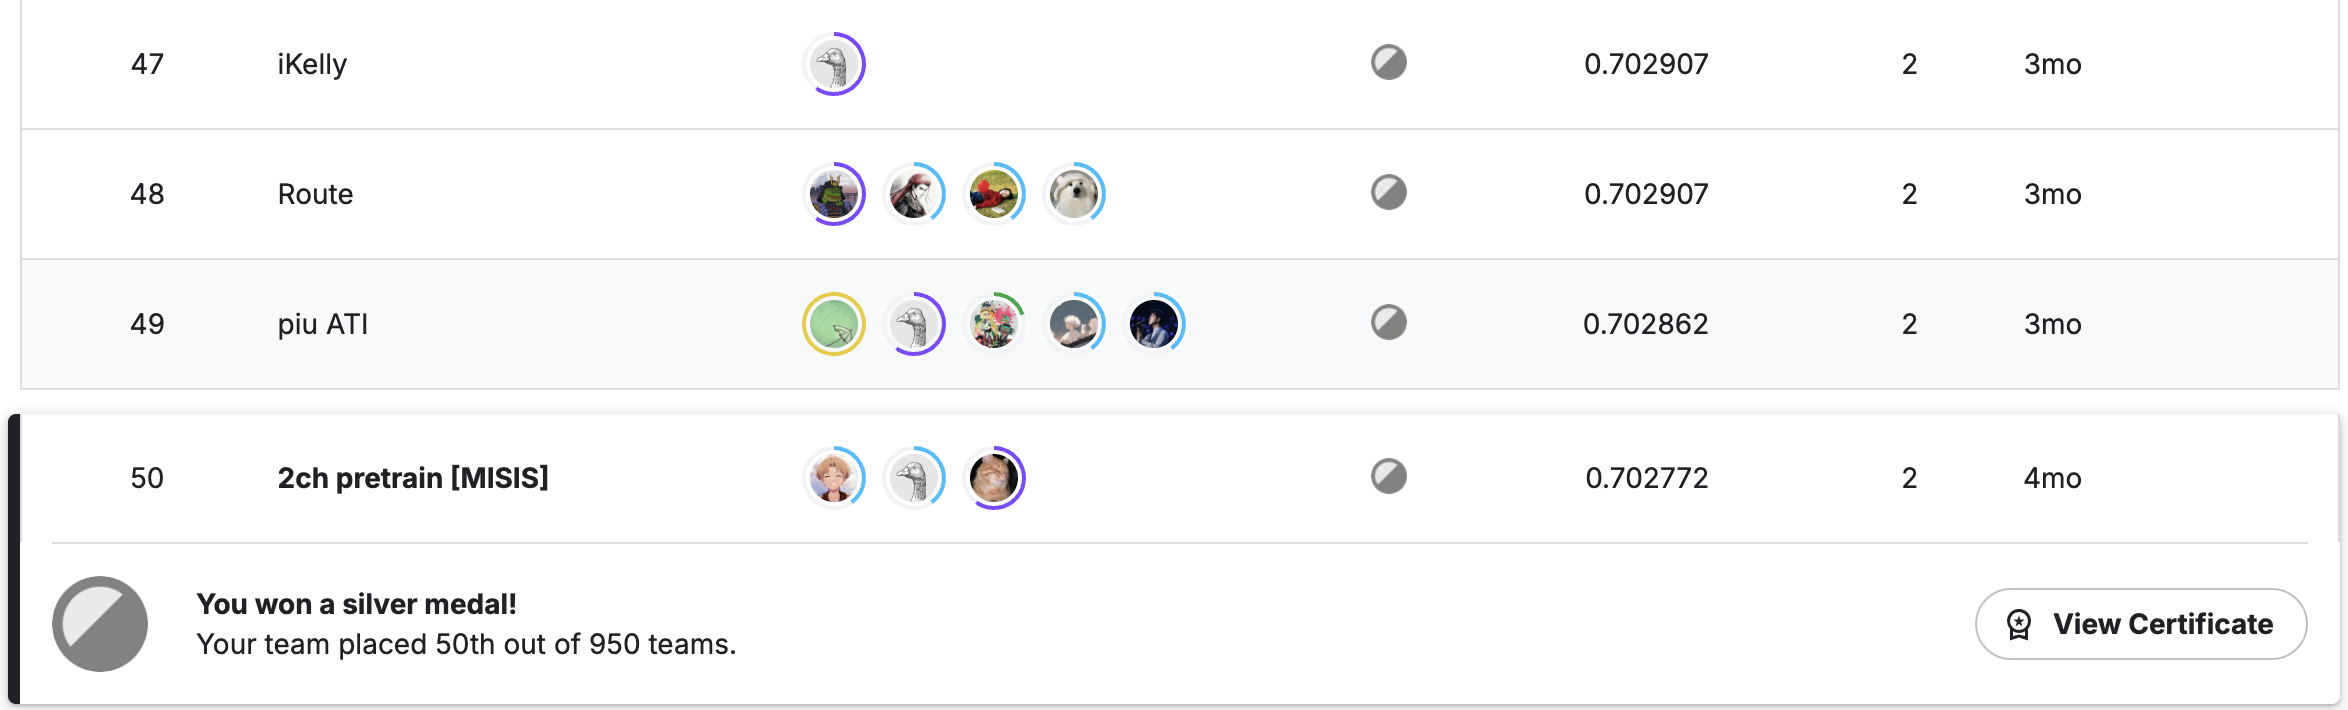 47 iKelly 0.702907 2 3mo
48 Route 0.702907 2 3mo
49 piu ATI 0.702862 2 3mo
50 2ch pretrain [MISIS] 0.702772 2 4mo
You won a silver medal!
Your team placed 50th out of 950 teams.
View Certificate